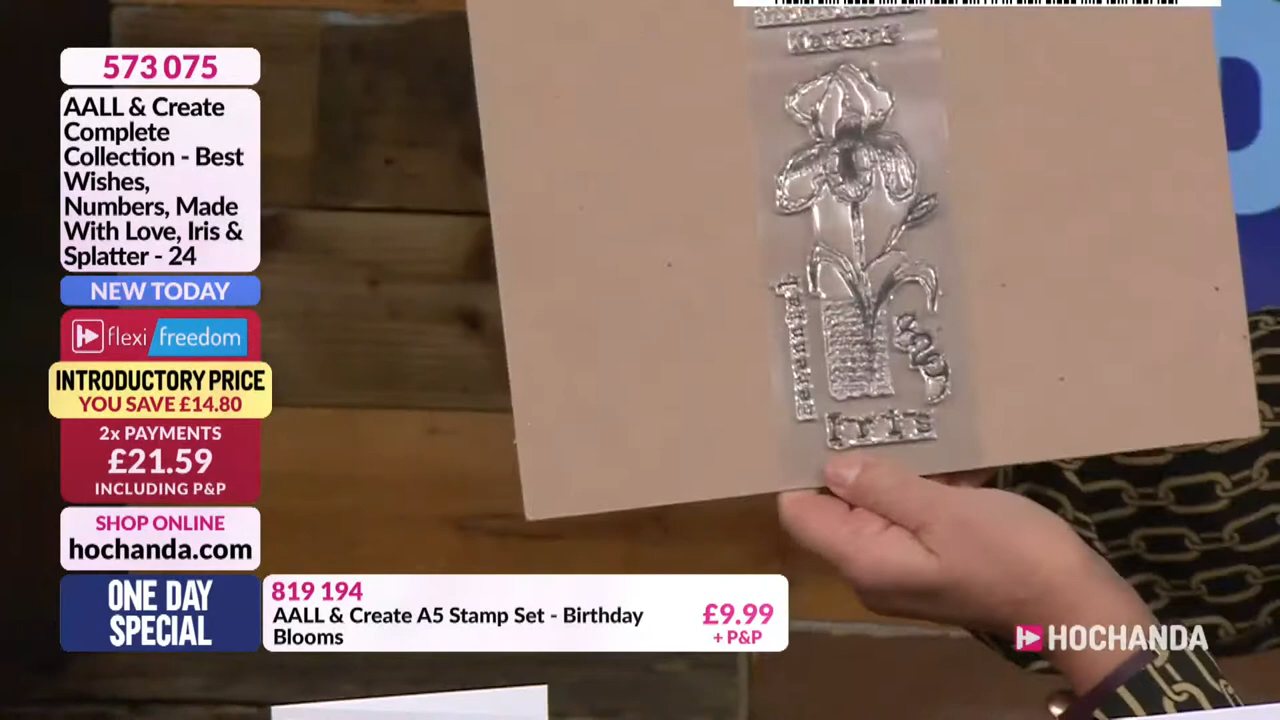 573 075
AALL & Create
Complete
Collection - Best
Wishes,
Numbers, Made
With Love, Iris &
Splatter - 24
NEW TODAY
flexi freedom
INTRODUCTORY PRICE
YOU SAVE £14.80
2x PAYMENTS
£21.59
INCLUDING P&P
SHOP ONLINE
hochanda.com
ONE DAY
SPECIAL
819 194
AALL & Create A5 Stamp Set - Birthday
Blooms
£9.99
+ P&P
Iris
HOCHANDA